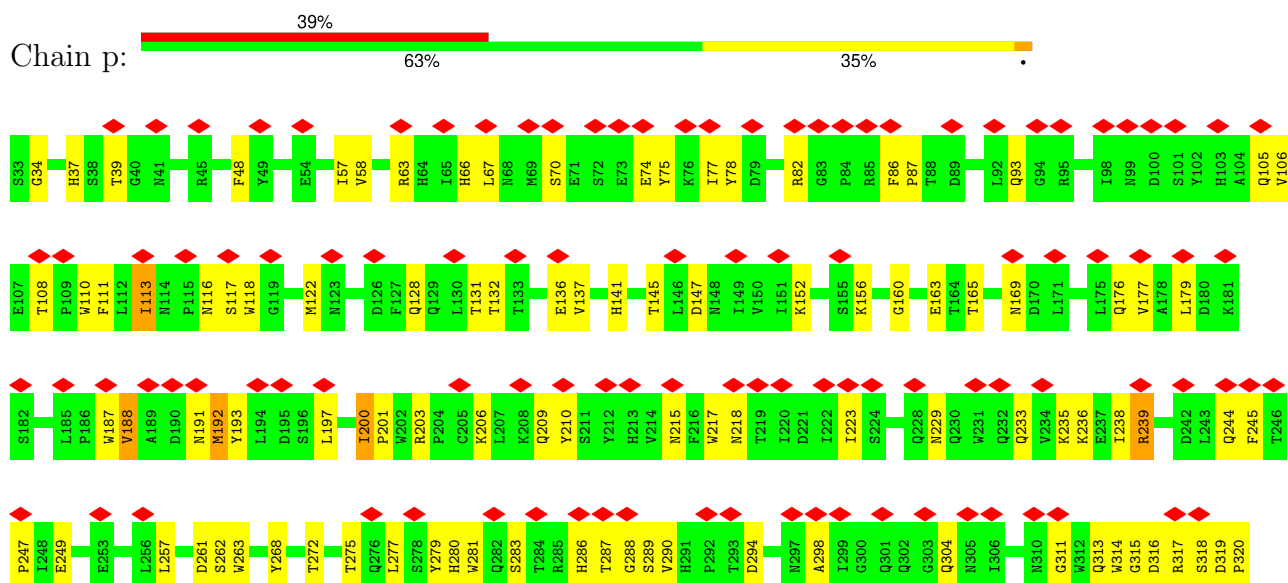 39%
Chain p:
63% 35% •
S33 G34 H37 S38 T39 G40 N41 R45 F48 Y49 E54 I57 V58 R63 H64 I65 H66 L67 N68 M69 S70 E71 S72 E73 E74 Y75 K76 I77 Y78 D79 R82 G83 P84 R85 F86 P87 T88 D89 L92 Q93 G94 R95 I98 N99 D100 S101 Y102 H103 A104 Q105 V106
E107 T108 P109 W110 F111 L112 I113 N114 P115 N116 S117 W118 G119 M122 N123 D126 F127 Q128 Q129 L130 T131 T132 T133 E136 V137 H141 T145 L146 D147 N148 I149 V150 I151 K152 S155 K156 G160 E163 T164 T165 N169 D170 L171 L175 Q176 V177 A178 L179 D180 K181
S182 L185 P186 W187 V188 A189 D190 N191 M192 Y193 L194 D195 S196 L197 I200 P201 W202 R203 P204 C205 K206 L207 K208 Q209 Y210 S211 Y212 H213 V214 N215 F216 W217 N218 T219 I220 D221 I222 I223 S224 Q228 N229 Q230 W231 Q232 Q233 V234 K235 K236 E237 I238 R239 D242 L243 Q244 F245 T246
P247 I248 E249 E253 L256 L257 D261 S262 W263 Y268 T272 T275 Q276 L277 S278 Y279 H280 W281 Q282 S283 T284 R285 H286 T287 G288 S289 V290 H291 P292 T293 D294 N297 A298 I299 G300 Q301 Q302 G303 Q304 N305 I306 N310 G311 W312 Q313 W314 G315 D316 R317 S318 D319 P320